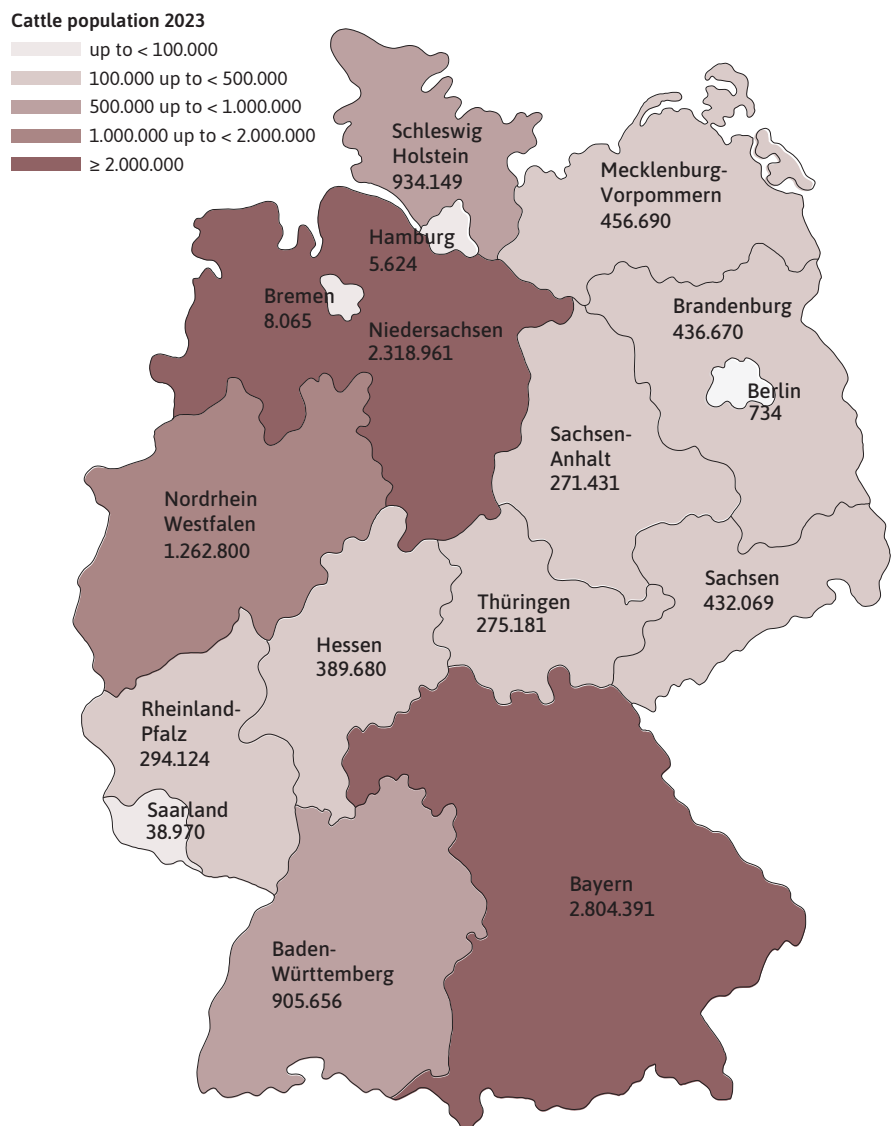 Cattle population 2023
up to < 100.000
100.000 up to < 500.000
500.000 up to < 1.000.000
1.000.000 up to < 2.000.000
≥ 2.000.000
Schleswig
Holstein
934.149
Mecklenburg-
Vorpommern
456.690
Hamburg
5.624
Bremen
8.065
Niedersachsen
2.318.961
Brandenburg
436.670
Berlin
734
Sachsen-
Anhalt
271.431
Nordrhein
Westfalen
1.262.800
Sachsen
432.069
Thüringen
275.181
Hessen
389.680
Rheinland-
Pfalz
294.124
Saarland
38.970
Bayern
2.804.391
Baden-
Württemberg
905.656